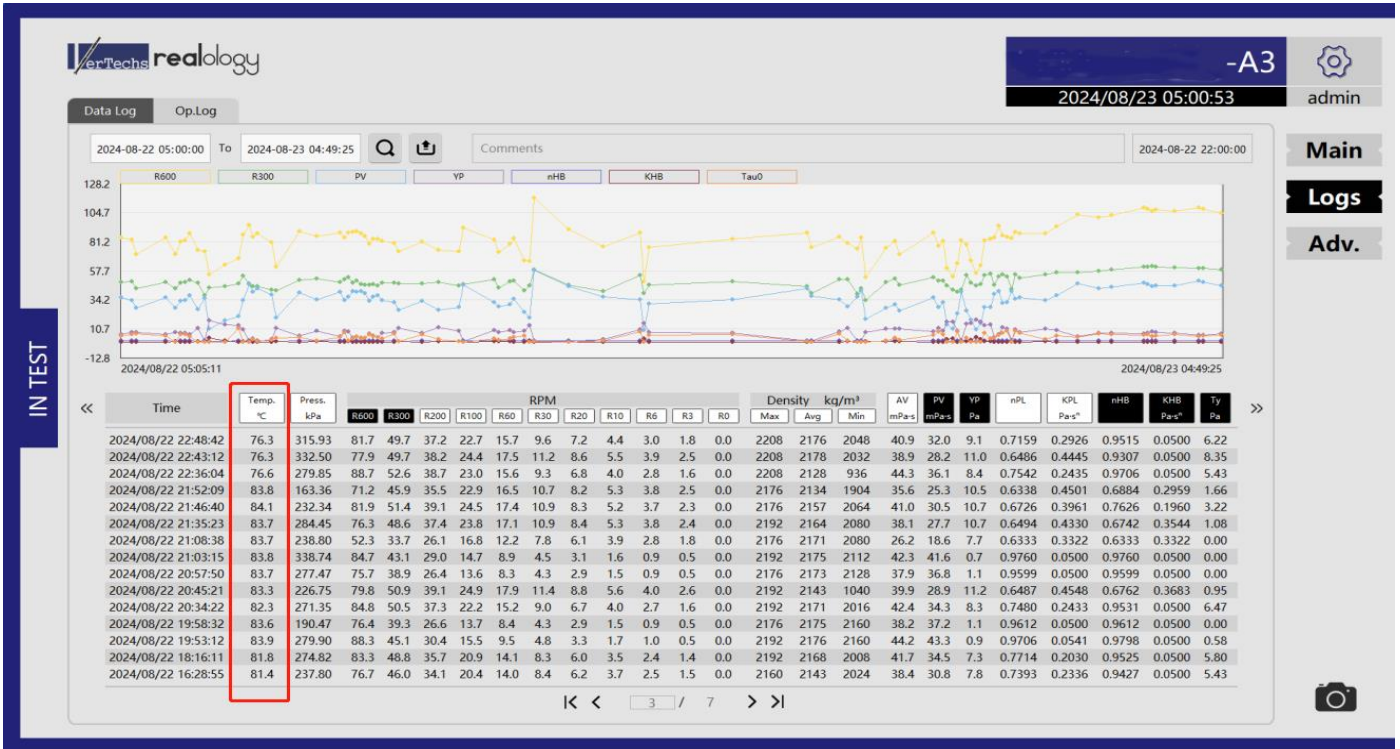 VerTechs realology
-A3
2024/08/23 05:00:53
admin
Data Log Op.Log
2024-08-22 05:00:00 To 2024-08-23 04:49:25 Comments 2024-08-22 22:00:00
Main
Logs
Adv.
IN TEST
R600 R300 PV YP nHB KHB Tau0
128.2
104.7
81.2
57.7
34.2
10.7
-12.8
2024/08/22 05:05:11 2024/08/23 04:49:25
« Time Temp. ℃ Press. kPa RPM R600 R300 R200 R100 R60 R30 R20 R10 R6 R3 R0 Density kg/m³ Max Avg Min AV mPa·s PV mPa·s YP Pa nPL KPL Pa·sⁿ nHB KHB Pa·sⁿ Ty Pa »
2024/08/22 22:48:42 76.3 315.93 81.7 49.7 37.2 22.7 15.7 9.6 7.2 4.4 3.0 1.8 0.0 2208 2176 2048 40.9 32.0 9.1 0.7159 0.2926 0.9515 0.0500 6.22
2024/08/22 22:43:12 76.3 332.50 77.9 49.7 38.2 24.4 17.5 11.2 8.6 5.5 3.9 2.5 0.0 2208 2178 2032 38.9 28.2 11.0 0.6486 0.4445 0.9307 0.0500 8.35
2024/08/22 22:36:04 76.6 279.85 88.7 52.6 38.7 23.0 15.6 9.3 6.8 4.0 2.8 1.6 0.0 2208 2128 936 44.3 36.1 8.4 0.7542 0.2435 0.9706 0.0500 5.43
2024/08/22 21:52:09 83.8 163.36 71.2 45.9 35.5 22.9 16.5 10.7 8.2 5.3 3.8 2.5 0.0 2176 2134 1904 35.6 25.3 10.5 0.6338 0.4501 0.6884 0.2959 1.66
2024/08/22 21:46:40 84.1 232.34 81.9 51.4 39.1 24.5 17.4 10.9 8.3 5.2 3.7 2.3 0.0 2176 2157 2064 41.0 30.5 10.7 0.6726 0.3961 0.7626 0.1960 3.22
2024/08/22 21:35:23 83.7 284.45 76.3 48.6 37.4 23.8 17.1 10.9 8.4 5.3 3.8 2.4 0.0 2192 2164 2080 38.1 27.7 10.7 0.6494 0.4330 0.6742 0.3544 1.08
2024/08/22 21:08:38 83.7 238.80 52.3 33.7 26.1 16.8 12.2 7.8 6.1 3.9 2.8 1.8 0.0 2176 2171 2080 26.2 18.6 7.7 0.6333 0.3322 0.6333 0.3322 0.00
2024/08/22 21:03:15 83.8 338.74 84.7 43.1 29.0 14.7 8.9 4.5 3.1 1.6 0.9 0.5 0.0 2192 2175 2112 42.3 41.6 0.7 0.9760 0.0500 0.9760 0.0500 0.00
2024/08/22 20:57:50 83.7 277.47 75.7 38.9 26.4 13.6 8.3 4.3 2.9 1.5 0.9 0.5 0.0 2176 2173 2128 37.9 36.8 1.1 0.9599 0.0500 0.9599 0.0500 0.00
2024/08/22 20:45:21 83.3 226.75 79.8 50.9 39.1 24.9 17.9 11.4 8.8 5.6 4.0 2.6 0.0 2192 2143 1040 39.9 28.9 11.2 0.6487 0.4548 0.6762 0.3683 0.95
2024/08/22 20:34:22 82.3 271.35 84.8 50.5 37.3 22.2 15.2 9.0 6.7 4.0 2.7 1.6 0.0 2192 2171 2016 42.4 34.3 8.3 0.7480 0.2433 0.9531 0.0500 6.47
2024/08/22 19:58:32 83.6 190.47 76.4 39.3 26.6 13.7 8.4 4.3 2.9 1.5 0.9 0.5 0.0 2176 2175 2160 38.2 37.2 1.1 0.9612 0.0500 0.9612 0.0500 0.00
2024/08/22 19:53:12 83.9 279.90 88.3 45.1 30.4 15.5 9.5 4.8 3.3 1.7 1.0 0.5 0.0 2192 2176 2160 44.2 43.3 0.9 0.9706 0.0541 0.9798 0.0500 0.58
2024/08/22 18:16:11 81.8 274.82 83.3 48.8 35.7 20.9 14.1 8.3 6.0 3.5 2.4 1.4 0.0 2192 2168 2008 41.7 34.5 7.3 0.7714 0.2030 0.9525 0.0500 5.80
2024/08/22 16:28:55 81.4 237.80 76.7 46.0 34.1 20.4 14.0 8.4 6.2 3.7 2.5 1.5 0.0 2160 2143 2024 38.4 30.8 7.8 0.7393 0.2336 0.9427 0.0500 5.43
3 / 7